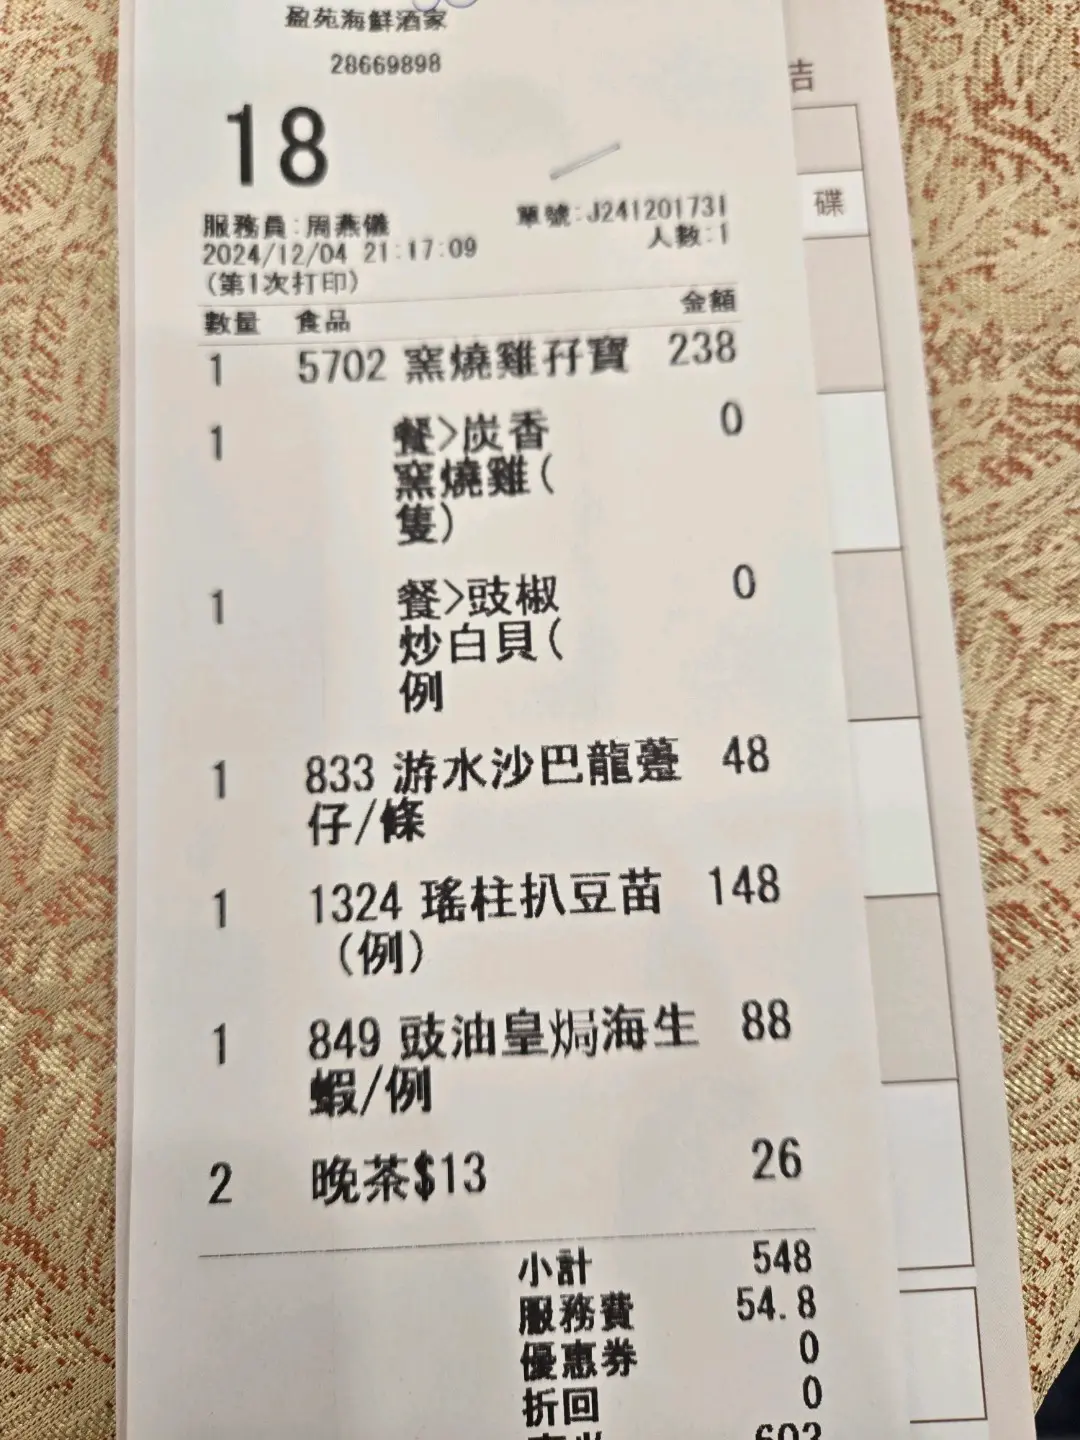 盈苑海鮮酒家
28669898
18
服務員:周燕儀 單號:J241201731
2024/12/04 21:17:09 人數:1
(第1次打印)
數量 食品 金額
1 5702 窯燒雞孖寶 238
1 餐>炭香 0
窯燒雞(
隻)
1 餐>豉椒 0
炒白貝(
例
1 833 游水沙巴龍躉 48
仔/條
1 1324 瑤柱扒豆苗 148
(例)
1 849 豉油皇焗海生 88
蝦/例
2 晚茶$13 26
小計 548
服務費 54.8
優惠券 0
折回 0
603
結
碟